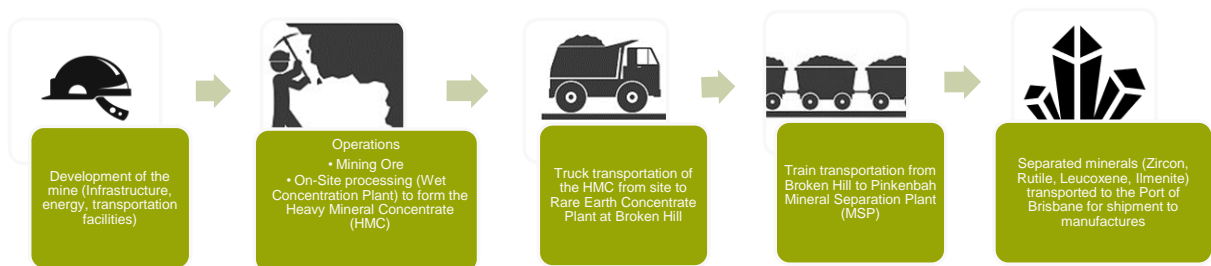 Development of the
mine (Infrastructure,
energy, transportation
facilities)
Operations
• Mining Ore
• On-Site processing (Wet
Concentration Plant) to form the
Heavy Mineral Concentrate
(HMC)
Truck transportation of
the HMC from site to
Rare Earth Concentrate
Plant at Broken Hill
Train transportation from
Broken Hill to Pinkenbah
Mineral Separation Plant
(MSP)
Separated minerals (Zircon,
Rutile, Leucoxene, Ilmenite)
transported to the Port of
Brisbane for shipment to
manufactures